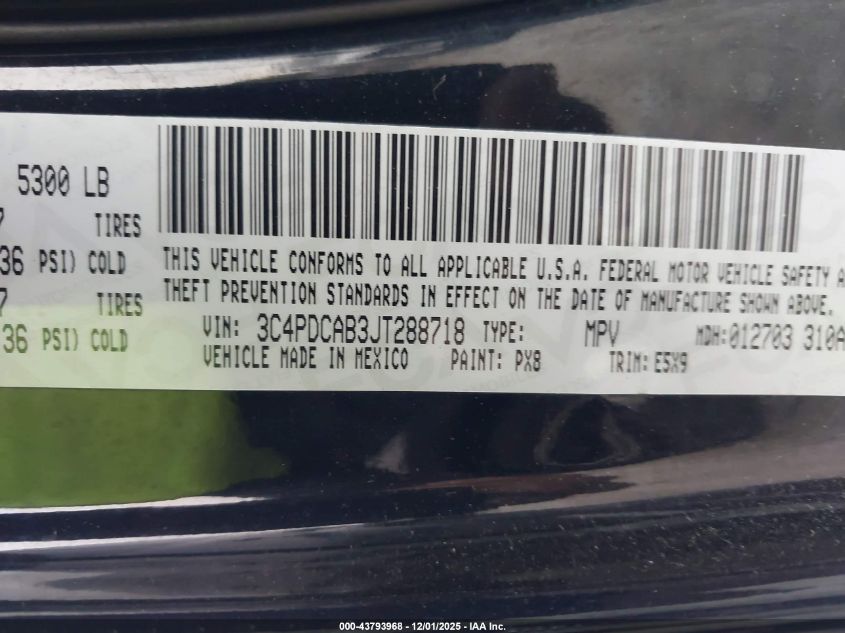 5300 LB
7 TIRES
36 PSI) COLD
7 TIRES
36 PSI) COLD
THIS VEHICLE CONFORMS TO ALL APPLICABLE U.S.A. FEDERAL MOTOR VEHICLE SAFETY A
THEFT PREVENTION STANDARDS IN EFFECT ON THE DATE OF MANUFACTURE SHOWN ABOVE.
VIN: 3C4PDCAB3JT288718 TYPE: MPV MDH:012703 310A
VEHICLE MADE IN MEXICO PAINT: PX8 TRIM: E5X9
000-43793968 - 12/01/2025 - IAA Inc.